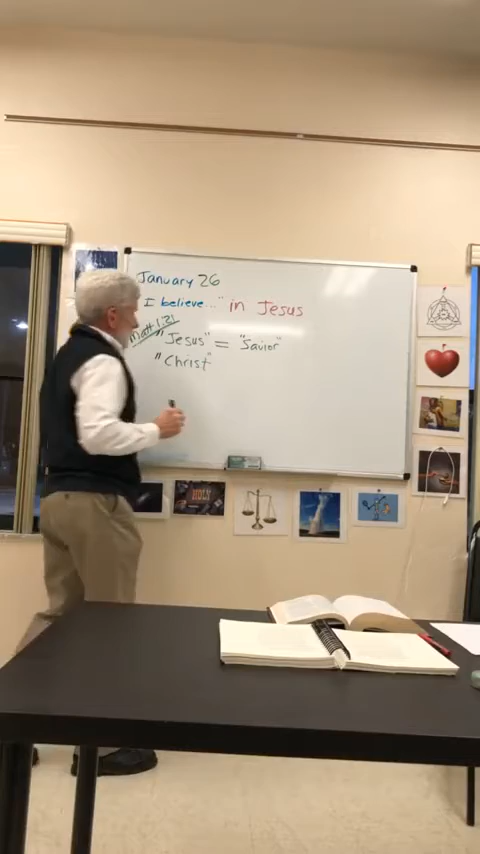 January 26
I believe..." in Jesus
Matt 1:21
"Jesus" = "Savior"
"Christ"
HOLY